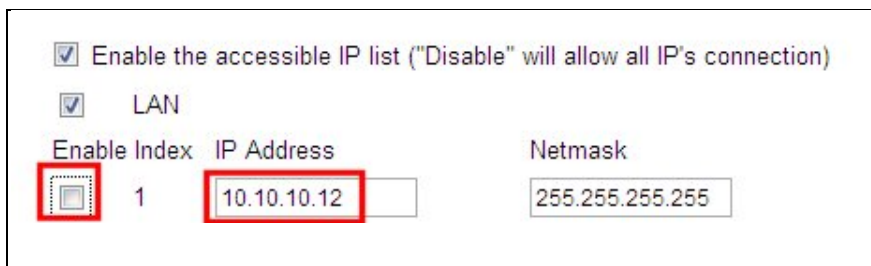 Enable the accessible IP list ("Disable" will allow all IP's connection)
LAN
Enable Index IP Address Netmask
1 10.10.10.12 255.255.255.255